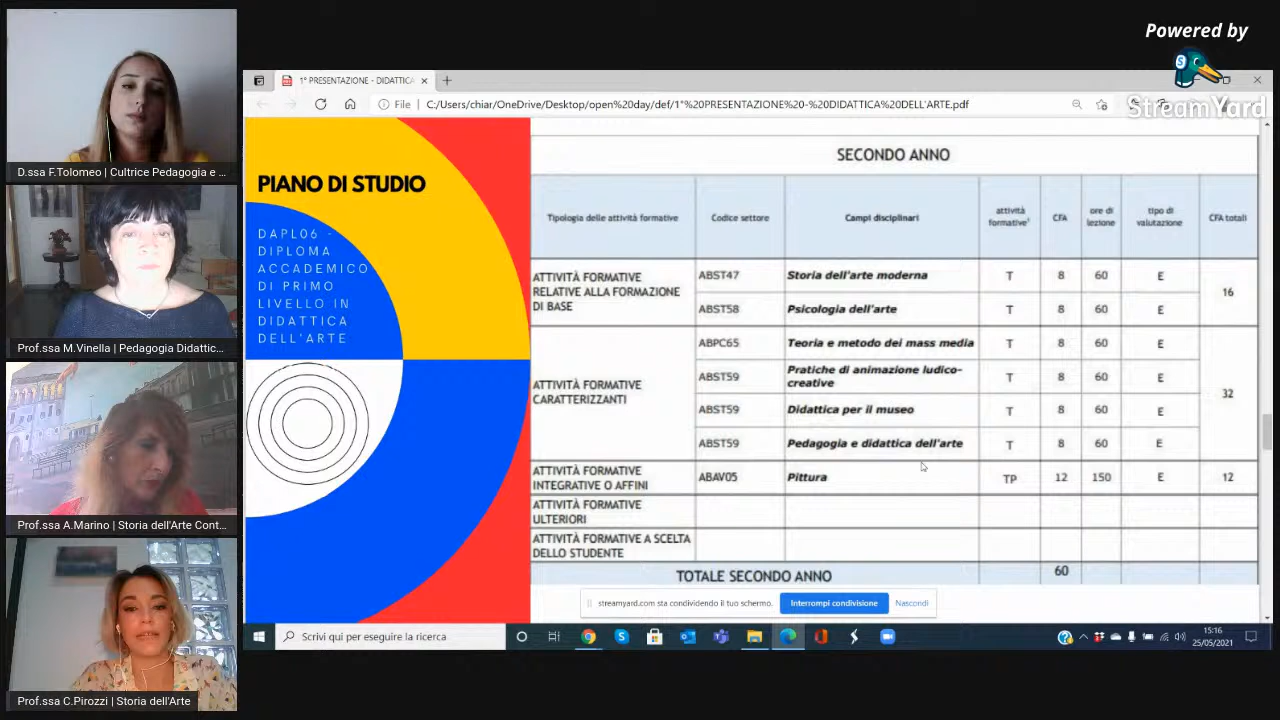 Powered by
StreamYard
D.ssa F.Tolomeo | Cultrice Pedagogia e ...
Prof.ssa M.Vinella | Pedagogia Didattic...
Prof.ssa A.Marino | Storia dell'Arte Cont...
Prof.ssa C.Pirozzi | Storia dell'Arte
1° PRESENTAZIONE - DIDATTICA
File
C:/Users/chiar/OneDrive/Desktop/open%20day/def/1°%20PRESENTAZIONE%20-%20DIDATTICA%20DELL'ARTE.pdf
PIANO DI STUDIO
DAPL06 -
DIPLOMA
ACCADEMICO
DI PRIMO
LIVELLO IN
DIDATTICA
DELL'ARTE
SECONDO ANNO
Tipologia delle attività formative
Codice settore
Campi disciplinari
attività
formative¹
CFA
ore di
lezione
tipo di
valutazione
CFA totali
ATTIVITÀ FORMATIVE
RELATIVE ALLA FORMAZIONE
DI BASE
ABST47 Storia dell'arte moderna T 8 60 E
ABST58 Psicologia dell'arte T 8 60 E
16
ATTIVITÀ FORMATIVE
CARATTERIZZANTI
ABPC65 Teoria e metodo dei mass media T 8 60 E
ABST59 Pratiche di animazione ludico-
creative T 8 60 E
ABST59 Didattica per il museo T 8 60 E
ABST59 Pedagogia e didattica dell'arte T 8 60 E
32
ATTIVITÀ FORMATIVE
INTEGRATIVE O AFFINI
ABAV05 Pittura TP 12 150 E 12
ATTIVITÀ FORMATIVE
ULTERIORI
ATTIVITÀ FORMATIVE A SCELTA
DELLO STUDENTE
TOTALE SECONDO ANNO 60
streamyard.com sta condividendo il tuo schermo.
Interrompi condivisione
Nascondi
Scrivi qui per eseguire la ricerca
15:16
25/05/2021